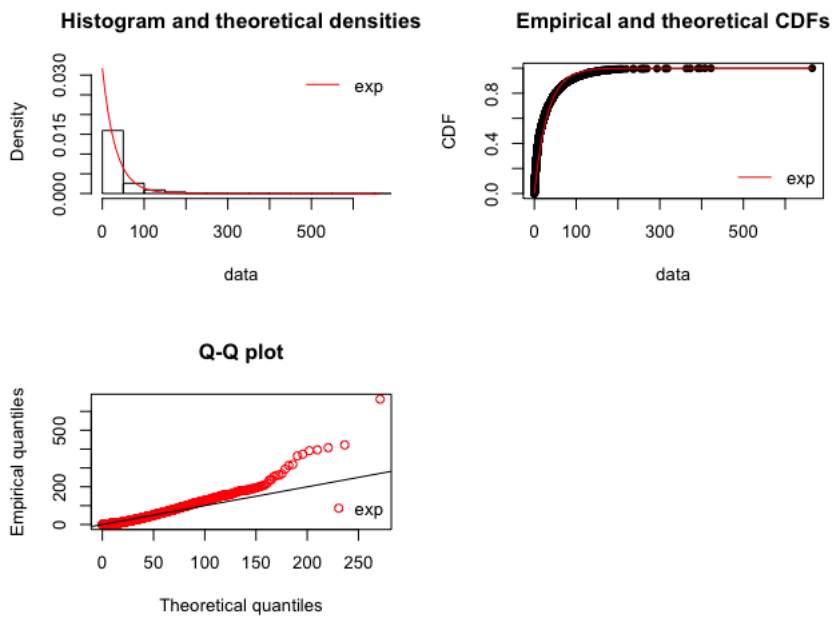 Histogram and theoretical densities
Density
0.000
0.015
0.030
exp
0
100
300
500
data
Empirical and theoretical CDFs
CDF
0.0
0.4
0.8
exp
0
100
300
500
data
Q-Q plot
Empirical quantiles
0
200
500
exp
0
50
100
150
200
250
Theoretical quantiles